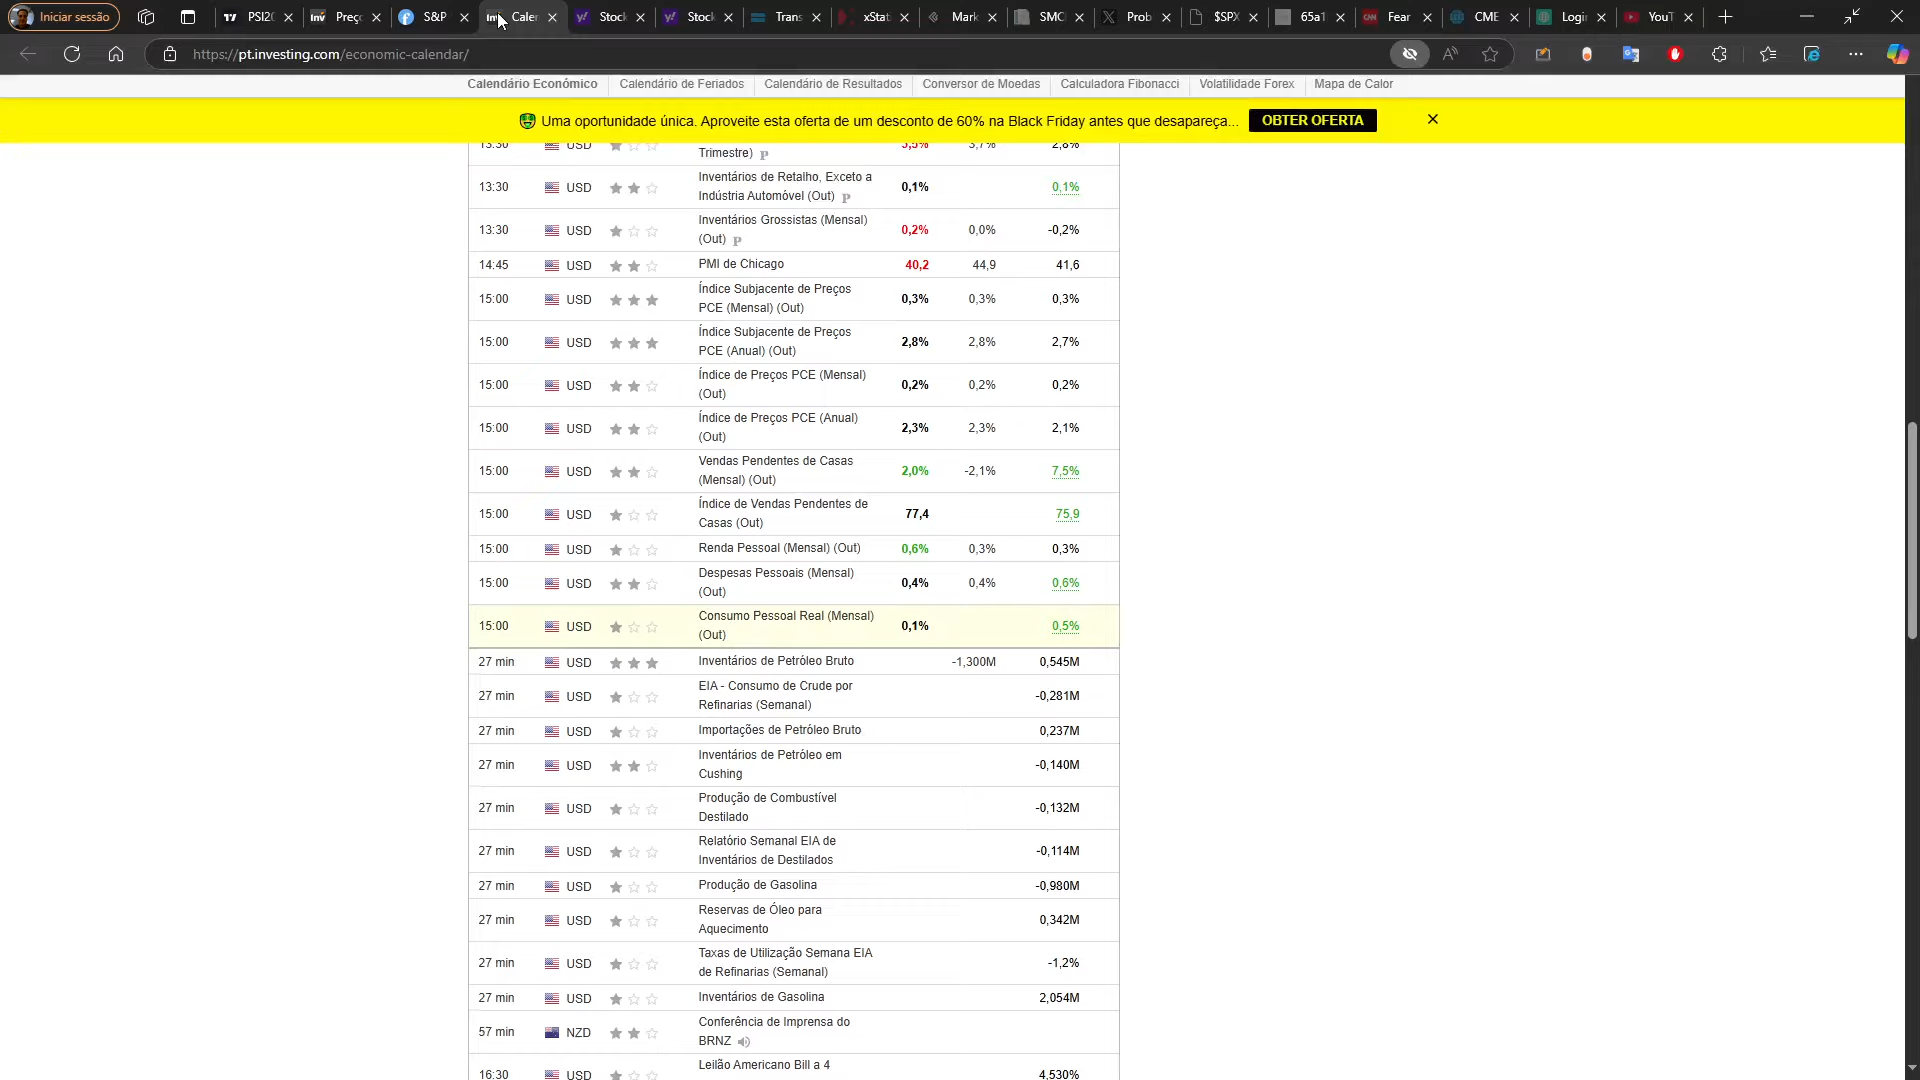 Iniciar sessão
PSI2(
Preço
S&P
Caler
Stock
Stock
Trans
xStat
Mark
SMC
Prob
$SPX
65a1
Fear
CME
Login
YouT
https://pt.investing.com/economic-calendar/
Calendário Económico
Calendário de Feriados
Calendário de Resultados
Conversor de Moedas
Calculadora Fibonacci
Volatilidade Forex
Mapa de Calor
Uma oportunidade única. Aproveite esta oferta de um desconto de 60% na Black Friday antes que desapareça...
OBTER OFERTA
13:30 USD Trimestre) P 3,7% 2,8%
13:30 USD Inventários de Retalho, Exceto a 0,1% 0,1%
Indústria Automóvel (Out) P
13:30 USD Inventários Grossistas (Mensal) 0,2% 0,0% -0,2%
(Out) P
14:45 USD PMI de Chicago 40,2 44,9 41,6
15:00 USD Índice Subjacente de Preços 0,3% 0,3% 0,3%
PCE (Mensal) (Out)
15:00 USD Índice Subjacente de Preços 2,8% 2,8% 2,7%
PCE (Anual) (Out)
15:00 USD Índice de Preços PCE (Mensal) 0,2% 0,2% 0,2%
(Out)
15:00 USD Índice de Preços PCE (Anual) 2,3% 2,3% 2,1%
(Out)
15:00 USD Vendas Pendentes de Casas 2,0% -2,1% 7,5%
(Mensal) (Out)
15:00 USD Índice de Vendas Pendentes de 77,4 75,9
Casas (Out)
15:00 USD Renda Pessoal (Mensal) (Out) 0,6% 0,3% 0,3%
15:00 USD Despesas Pessoais (Mensal) 0,4% 0,4% 0,6%
(Out)
15:00 USD Consumo Pessoal Real (Mensal) 0,1% 0,5%
(Out)
27 min USD Inventários de Petróleo Bruto -1,300M 0,545M
27 min USD EIA - Consumo de Crude por -0,281M
Refinarias (Semanal)
27 min USD Importações de Petróleo Bruto 0,237M
27 min USD Inventários de Petróleo em -0,140M
Cushing
27 min USD Produção de Combustível -0,132M
Destilado
27 min USD Relatório Semanal EIA de -0,114M
Inventários de Destilados
27 min USD Produção de Gasolina -0,980M
27 min USD Reservas de Óleo para 0,342M
Aquecimento
27 min USD Taxas de Utilização Semana EIA -1,2%
de Refinarias (Semanal)
27 min USD Inventários de Gasolina 2,054M
57 min NZD Conferência de Imprensa do
BRNZ
16:30 USD Leilão Americano Bill a 4 4,530%